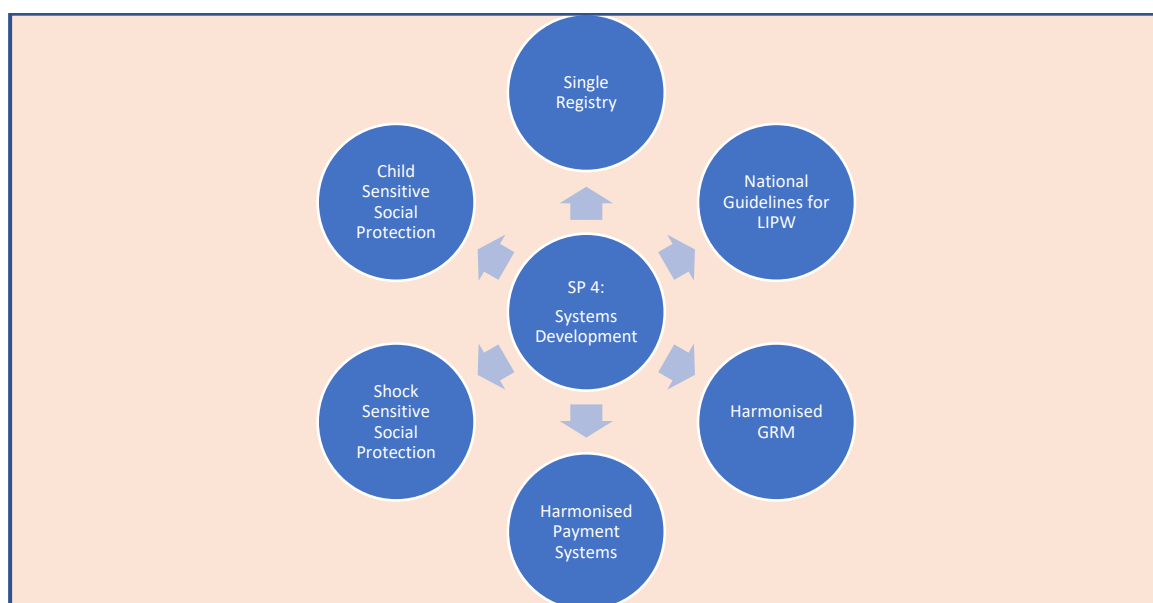 Single
Registry
National
Guidelines for
LIPW
Harmonised
GRM
Harmonised
Payment
Systems
Shock
Sensitive
Social
Protection
Child
Sensitive
Social
Protection
SP 4:
Systems
Development